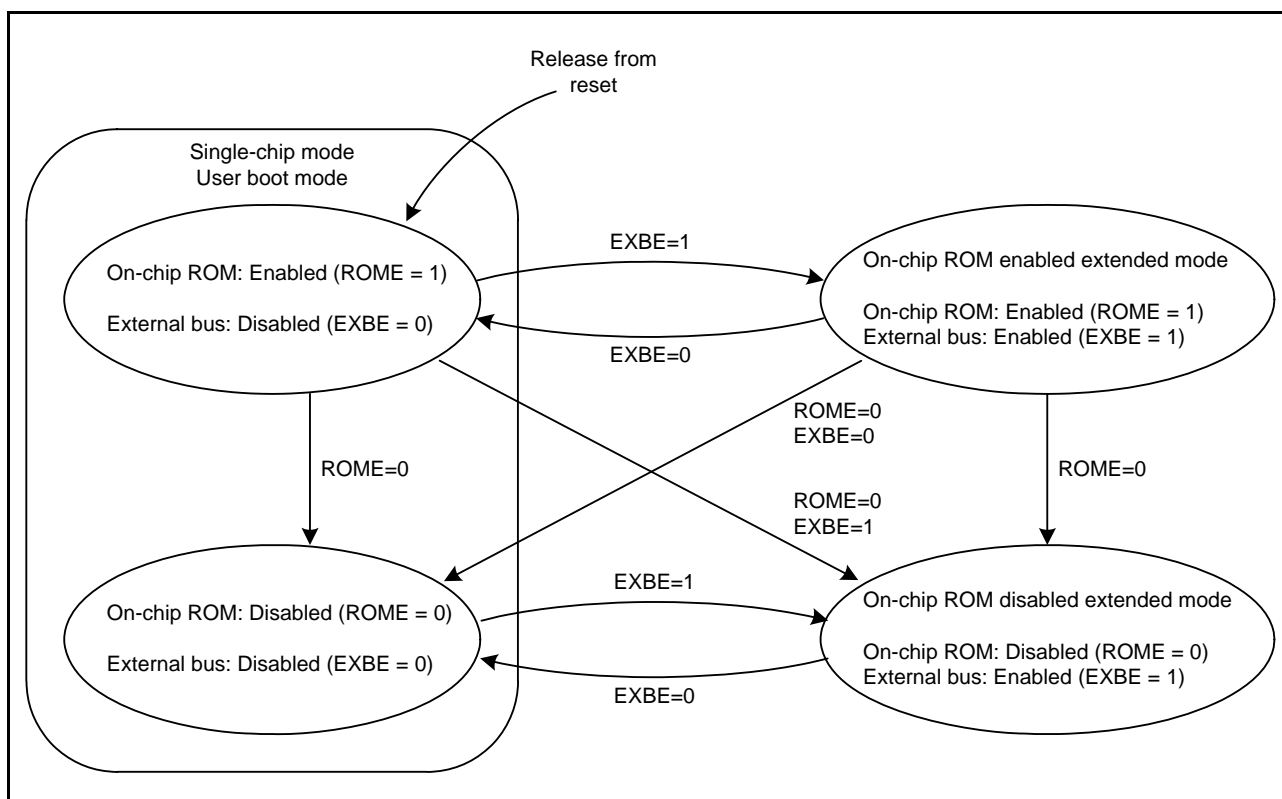 Release from
reset
Single-chip mode
User boot mode
On-chip ROM: Enabled (ROME = 1)
External bus: Disabled (EXBE = 0)
EXBE=1
EXBE=0
On-chip ROM enabled extended mode
On-chip ROM: Enabled (ROME = 1)
External bus: Enabled (EXBE = 1)
ROME=0
ROME=0
EXBE=0
ROME=0
EXBE=1
ROME=0
On-chip ROM: Disabled (ROME = 0)
External bus: Disabled (EXBE = 0)
EXBE=1
EXBE=0
On-chip ROM disabled extended mode
On-chip ROM: Disabled (ROME = 0)
External bus: Enabled (EXBE = 1)